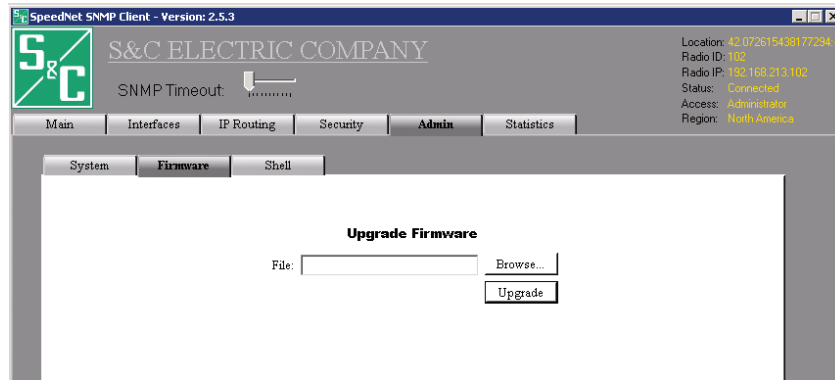 SpeedNet SNMP Client - Version: 2.5.3
S&C
S&C ELECTRIC COMPANY
SNMP Timeout:
Location: 42.072615438177294
Radio ID: 102
Radio IP: 192.168.213.102
Status: Connected
Access: Administrator
Region: North America
Main Interfaces IP Routing Security Admin Statistics
System Firmware Shell
Upgrade Firmware
File: Browse...
Upgrade